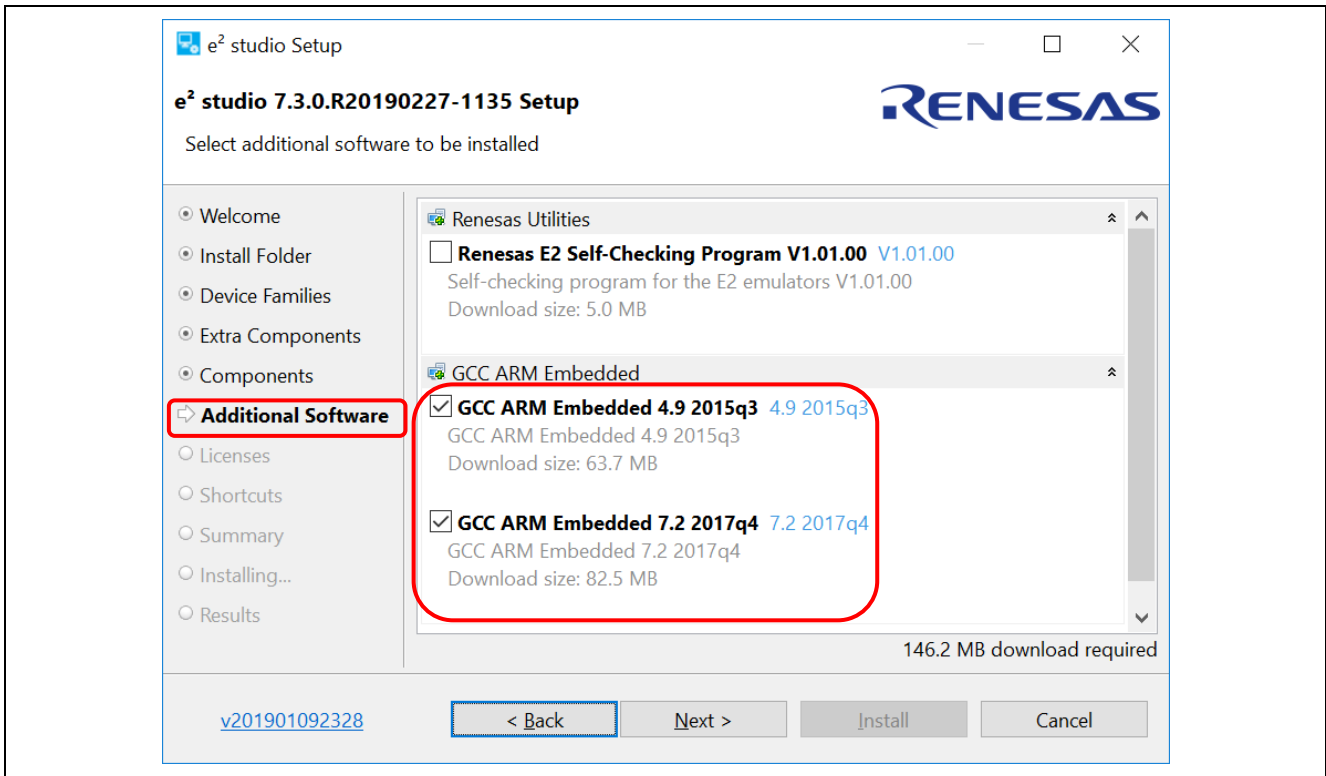 e² studio Setup
e² studio 7.3.0.R20190227-1135 Setup
RENESAS
Select additional software to be installed
Welcome
Install Folder
Device Families
Extra Components
Components
Additional Software
Licenses
Shortcuts
Summary
Installing...
Results
Renesas Utilities
Renesas E2 Self-Checking Program V1.01.00 V1.01.00
Self-checking program for the E2 emulators V1.01.00
Download size: 5.0 MB
GCC ARM Embedded
GCC ARM Embedded 4.9 2015q3 4.9 2015q3
GCC ARM Embedded 4.9 2015q3
Download size: 63.7 MB
GCC ARM Embedded 7.2 2017q4 7.2 2017q4
GCC ARM Embedded 7.2 2017q4
Download size: 82.5 MB
146.2 MB download required
v201901092328
< Back
Next >
Install
Cancel